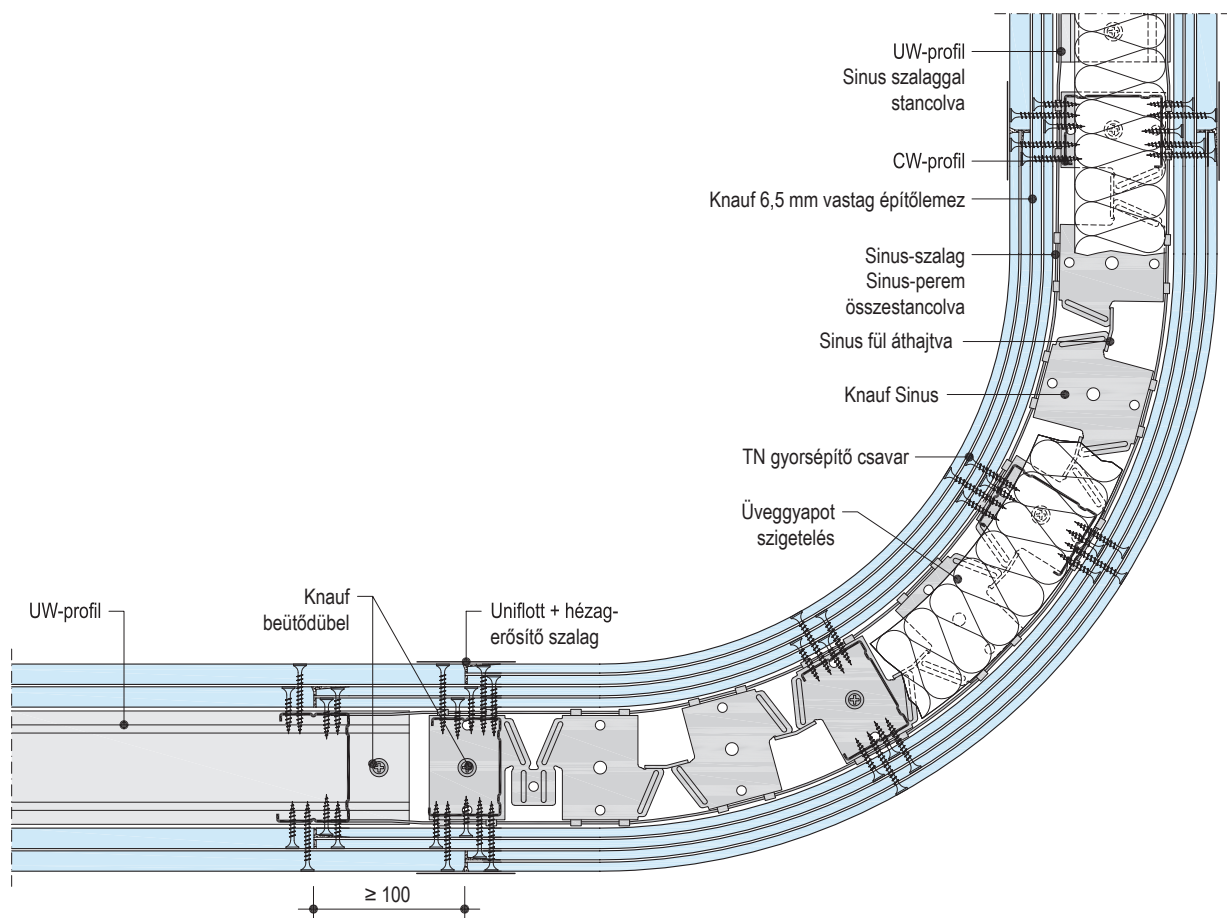 UW-profil
Sinus szalaggal
stancolva
CW-profil
Knauf 6,5 mm vastag építőlemez
Sinus-szalag
Sinus-perem
összestancolva
Sinus fül áthajtva
Knauf Sinus
TN gyorsépítő csavar
Üveggyapot
szigetelés
UW-profil
Knauf
beütődübel
Uniflott + hézag-
erősítő szalag
≥ 100